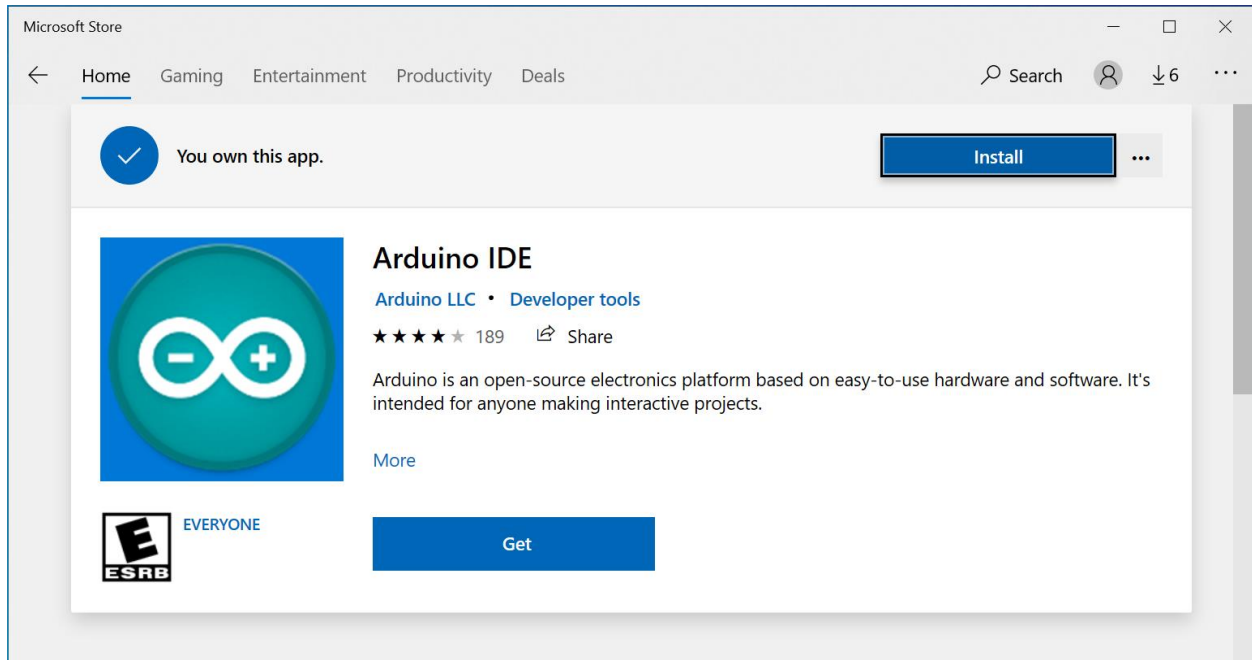 Microsoft Store
Home Gaming Entertainment Productivity Deals Search 6
You own this app. Install
Arduino IDE
Arduino LLC • Developer tools
189 Share
Arduino is an open-source electronics platform based on easy-to-use hardware and software. It's
intended for anyone making interactive projects.
More
E
ESRB
EVERYONE
Get